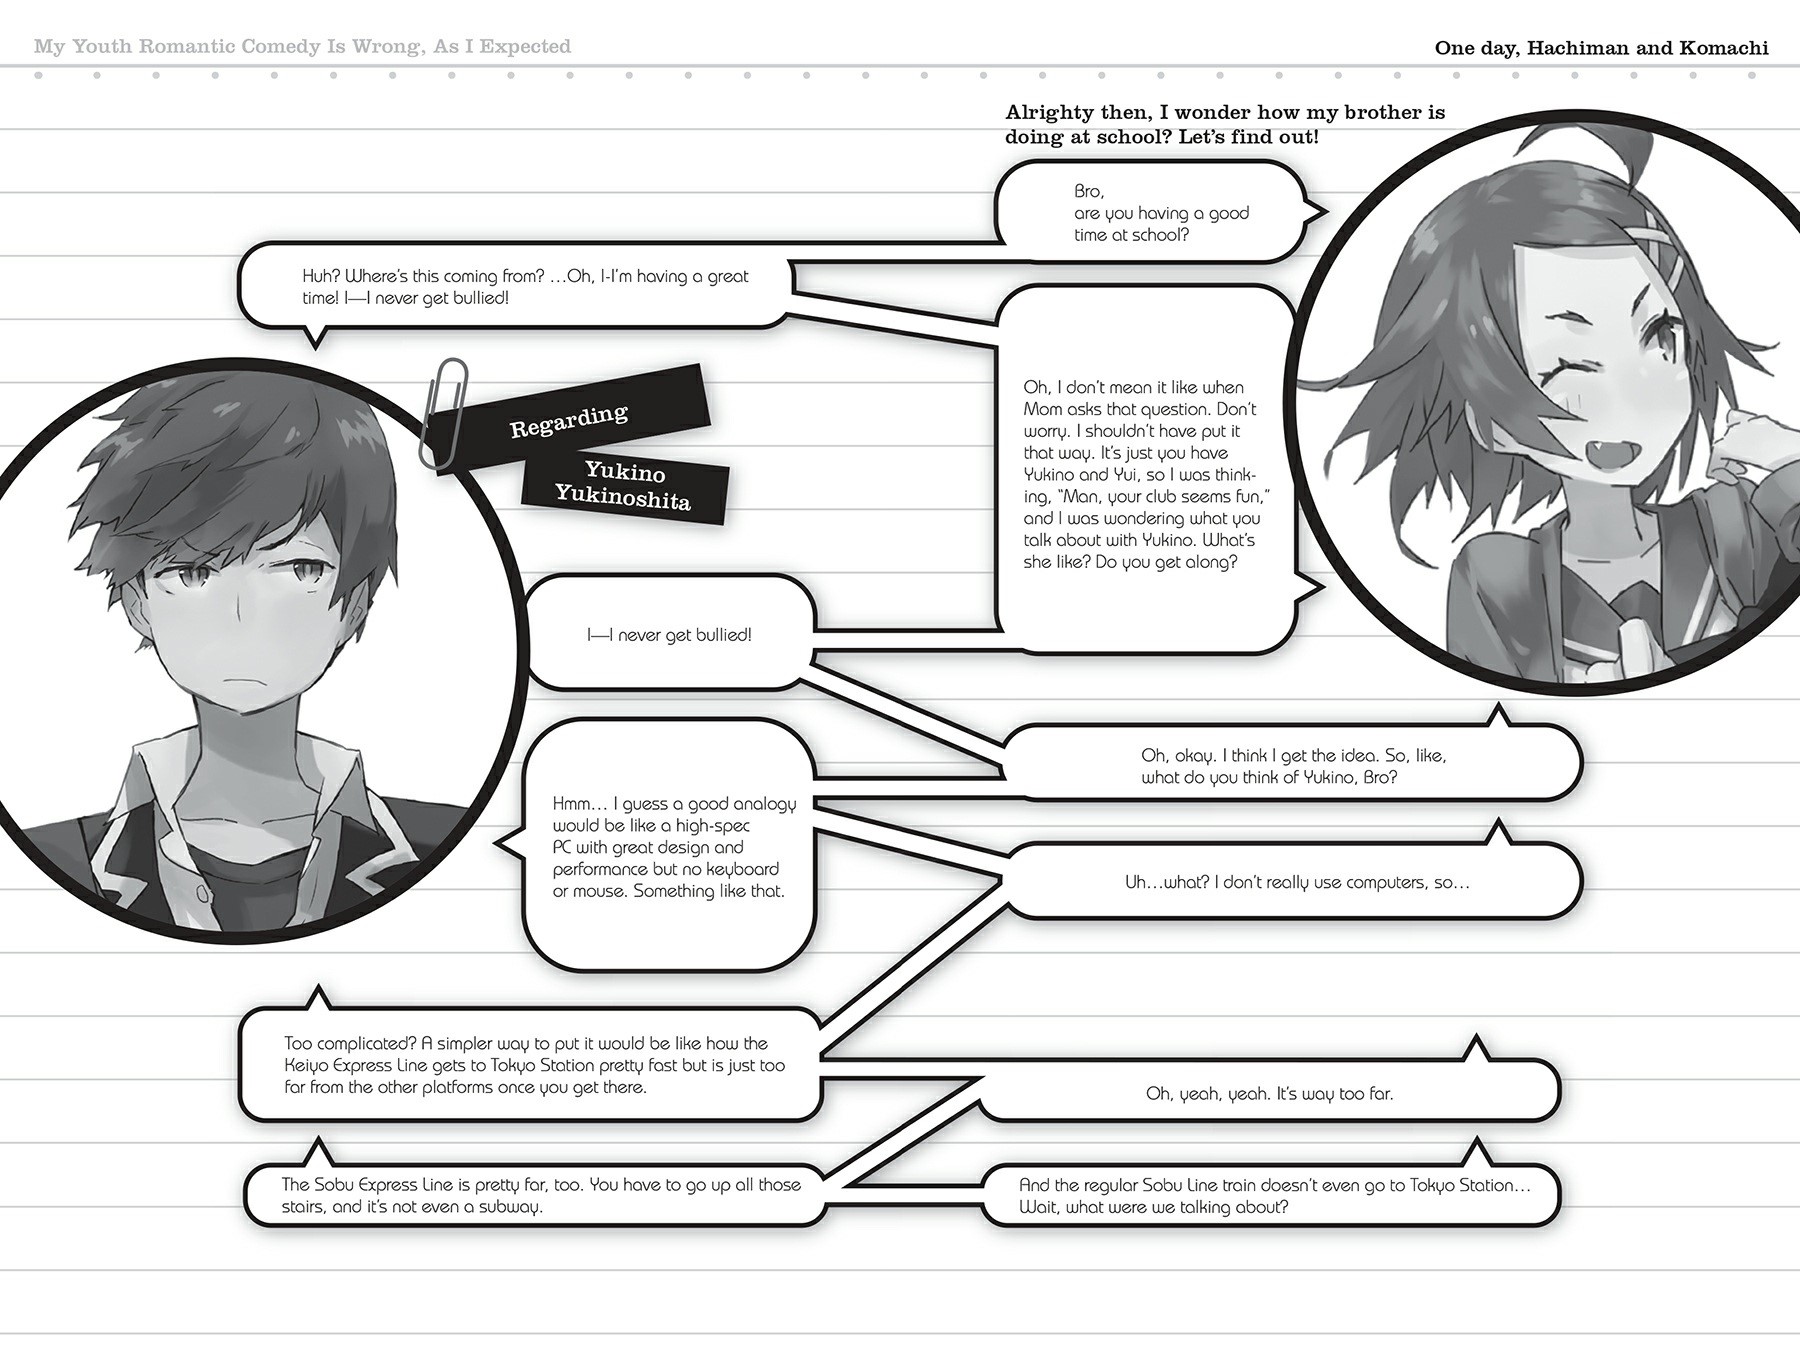 My Youth Romantic Comedy Is Wrong, As I Expected
One day, Hachiman and Komachi
Alrighty then, I wonder how my brother is
doing at school? Let's find out!
Bro,
are you having a good
time at school?
Huh? Where's this coming from? …Oh, I-I'm having a great
time! I—I never get bullied!
Regarding
Yukino
Yukinoshita
Oh, I don't mean it like when
Mom asks that question. Don't
worry. I shouldn't have put it
that way. It's just you have
Yukino and Yui, so I was think-
ing, “Man, your club seems fun,”
and I was wondering what you
talk about with Yukino. What's
she like? Do you get along?
I—I never get bullied!
Oh, okay. I think I get the idea. So, like,
what do you think of Yukino, Bro?
Hmm… I guess a good analogy
would be like a high-spec
PC with great design and
performance but no keyboard
or mouse. Something like that.
Uh…what? I don't really use computers, so…
Too complicated? A simpler way to put it would be like how the
Keiyo Express Line gets to Tokyo Station pretty fast but is just too
far from the other platforms once you get there.
Oh, yeah, yeah. It's way too far.
The Sobu Express Line is pretty far, too. You have to go up all those
stairs, and it's not even a subway.
And the regular Sobu Line train doesn't even go to Tokyo Station…
Wait, what were we talking about?